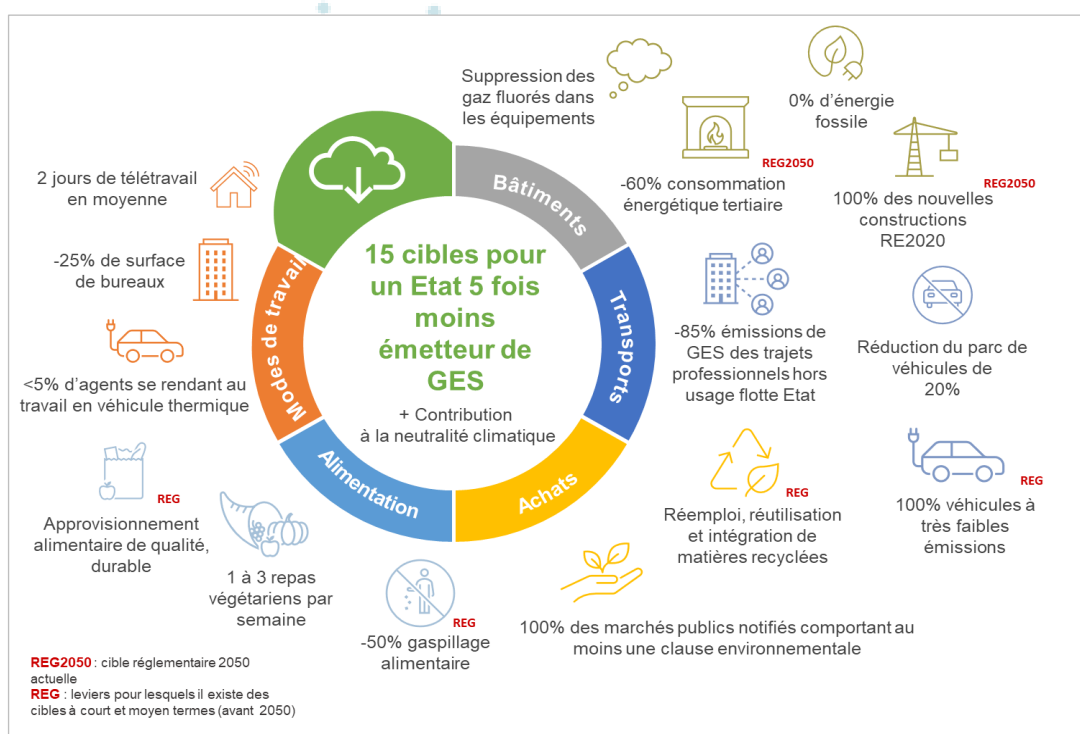 Suppression des
gaz fluorés dans
les équipements
0% d'énergie
fossile
REG2050
-60% consommation
énergétique tertiaire
REG2050
100% des nouvelles
constructions
RE2020
2 jours de télétravail
en moyenne
-25% de surface
de bureaux
<5% d'agents se rendant au
travail en véhicule thermique
Bâtiments
Transports
Achats
Alimentation
Modes de travail
15 cibles pour
un Etat 5 fois
moins
émetteur de
GES
+ Contribution
à la neutralité climatique
-85% émissions de
GES des trajets
professionnels hors
usage flotte Etat
Réduction du parc de
véhicules de
20%
REG
Approvisionnement
alimentaire de qualité,
durable
1 à 3 repas
végétariens par
semaine
REG
-50% gaspillage
alimentaire
REG
Réemploi, réutilisation
et intégration de
matières recyclées
REG
100% véhicules à
très faibles
émissions
100% des marchés publics notifiés comportant au
moins une clause environnementale
REG2050 : cible réglementaire 2050
actuelle
REG : leviers pour lesquels il existe des
cibles à court et moyen termes (avant 2050)